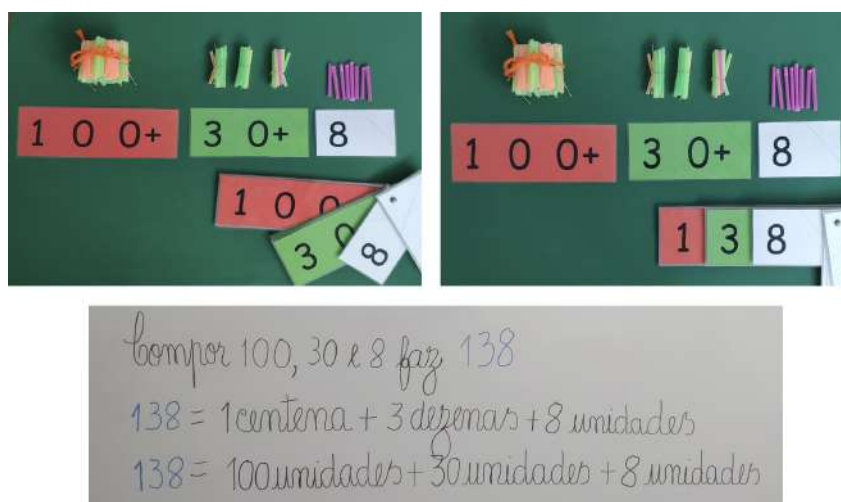 1 0 0+ 3 0+ 8
1 0 0
3 0
8
1 0 0+ 3 0+ 8
1 3 8
Compor 100, 30 e 8 faz 138
138 = 1 centena + 3 dezenas + 8 unidades
138 = 100 unidades + 30 unidades + 8 unidades